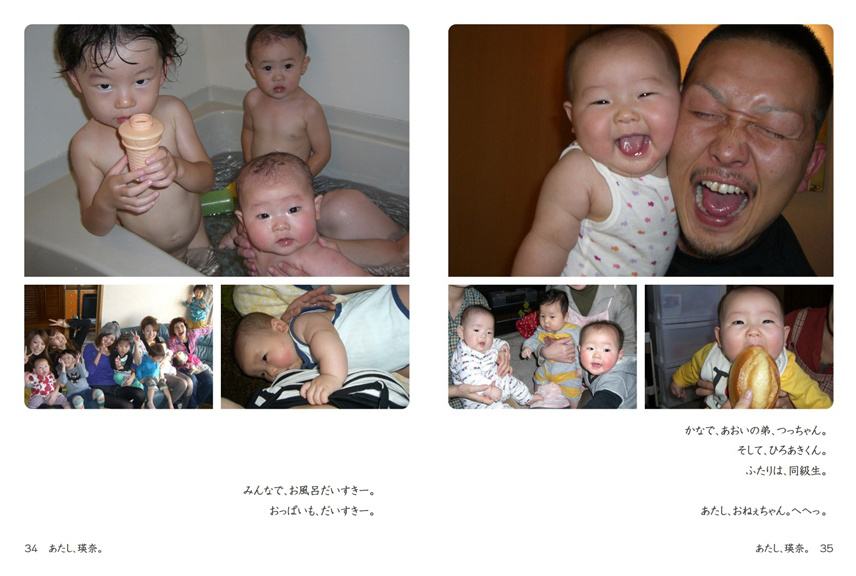 みんなで、お風呂だいすきー。
おっぱいも、だいすきー。
34 あたし、瑛奈。
かなで、あおいの弟、つっちゃん。
そして、ひろあきくん。
ふたりは、同級生。
あたし、おねぇちゃん。へへっ。
あたし、瑛奈。 35